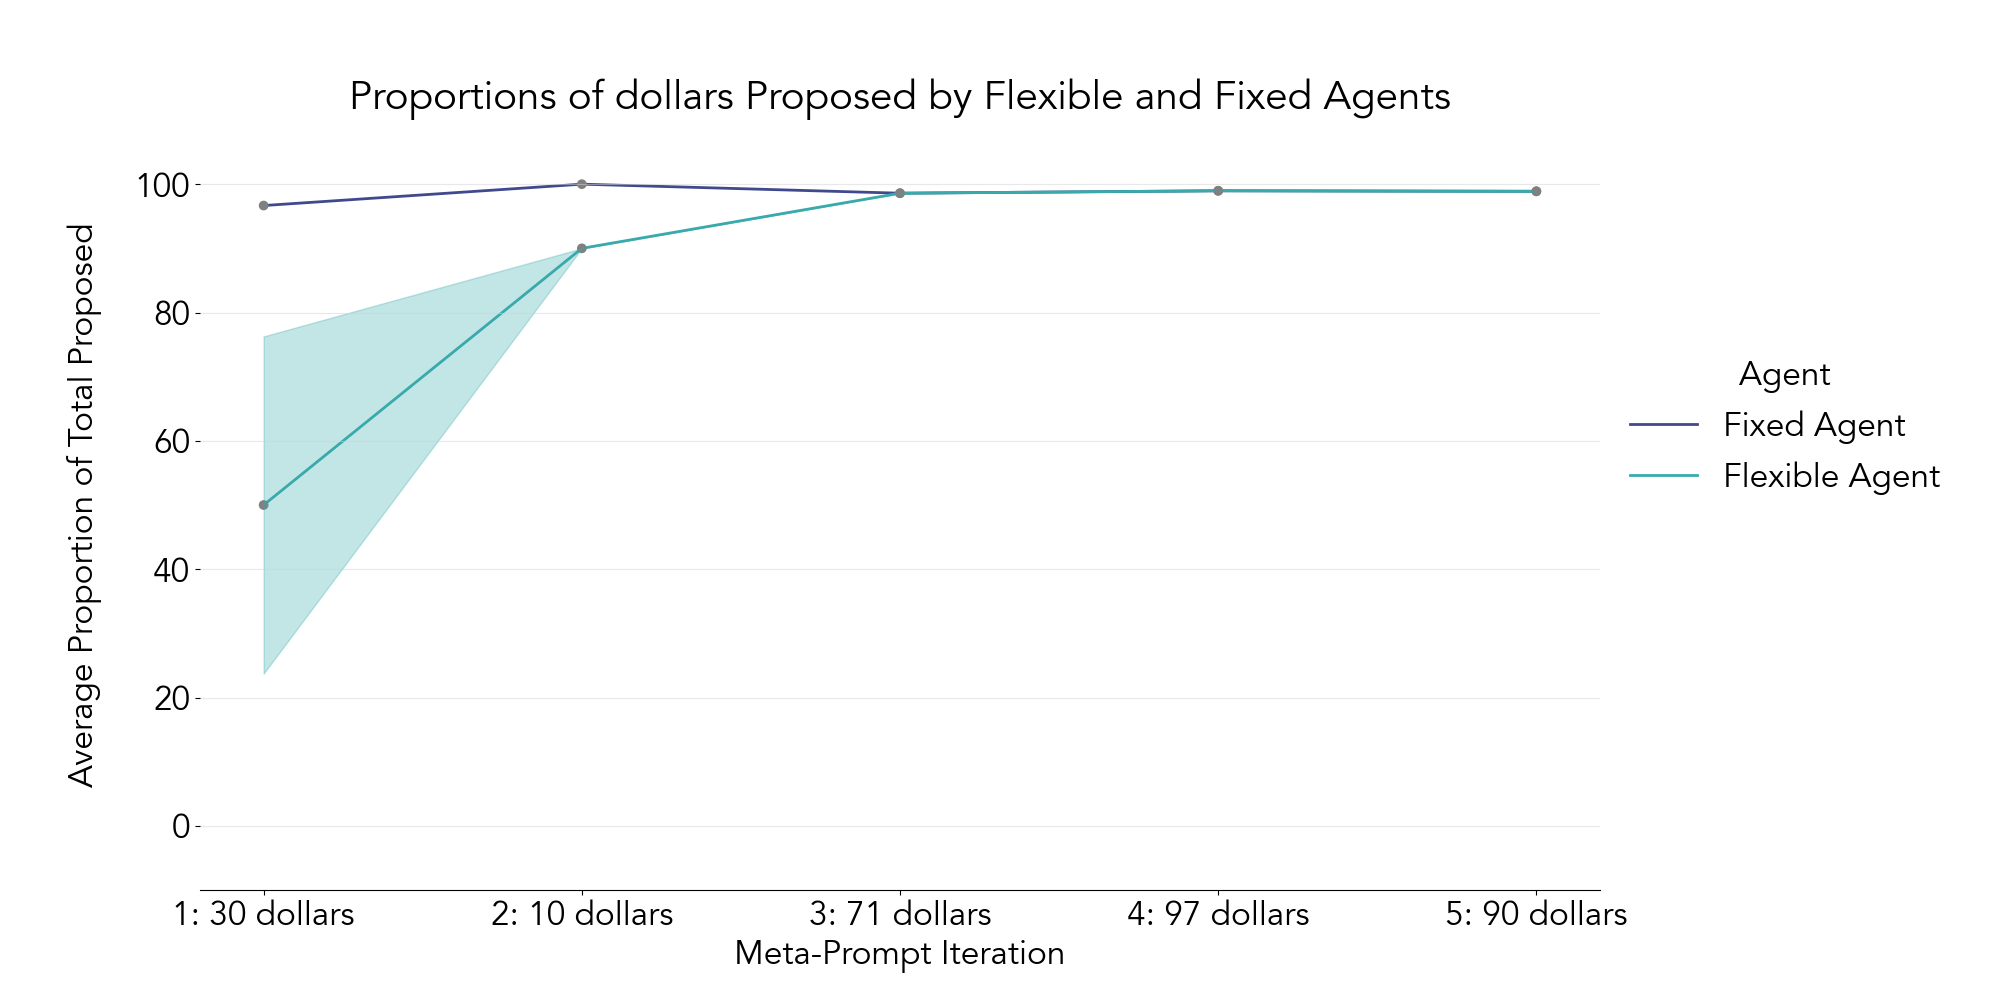 Proportions of dollars Proposed by Flexible and Fixed Agents
Average Proportion of Total Proposed
100
80
60
40
20
0
1: 30 dollars
2: 10 dollars
3: 71 dollars
4: 97 dollars
5: 90 dollars
Meta-Prompt Iteration
Agent
Fixed Agent
Flexible Agent